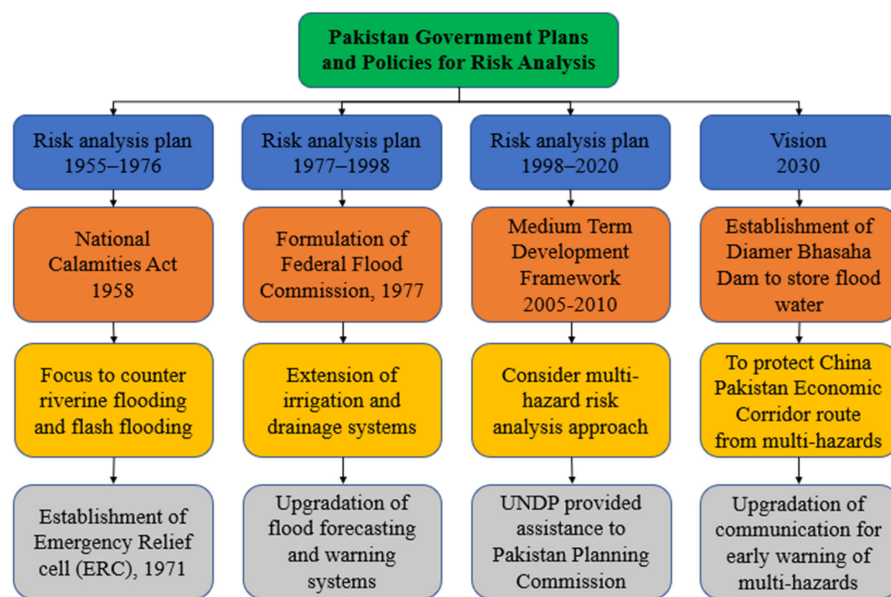 Pakistan Government Plans
and Policies for Risk Analysis
Risk analysis plan
1955–1976
Risk analysis plan
1977–1998
Risk analysis plan
1998–2020
Vision
2030
National
Calamities Act
1958
Formulation of
Federal Flood
Commission, 1977
Medium Term
Development
Framework
2005-2010
Establishment of
Diamer Bhasaha
Dam to store flood
water
Focus to counter
riverine flooding
and flash flooding
Extension of
irrigation and
drainage systems
Consider multi-
hazard risk
analysis approach
To protect China
Pakistan Economic
Corridor route
from multi-hazards
Establishment of
Emergency Relief
cell (ERC), 1971
Upgradation of
flood forecasting
and warning
systems
UNDP provided
assistance to
Pakistan Planning
Commission
Upgradation of
communication for
early warning of
multi-hazards